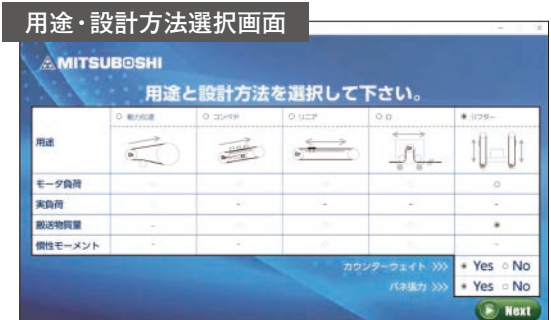 用途・設計方法選択画面
MITSUBOSHI
用途と設計方法を選択して下さい。
動力伝達 コンベヤ リニア Ω リフター
用途
モータ負荷
実負荷 - - - -
搬送物質量 -
慣性モーメント - - -
カウンターウェイト >>> Yes No
バネ張力 >>> Yes No
Next